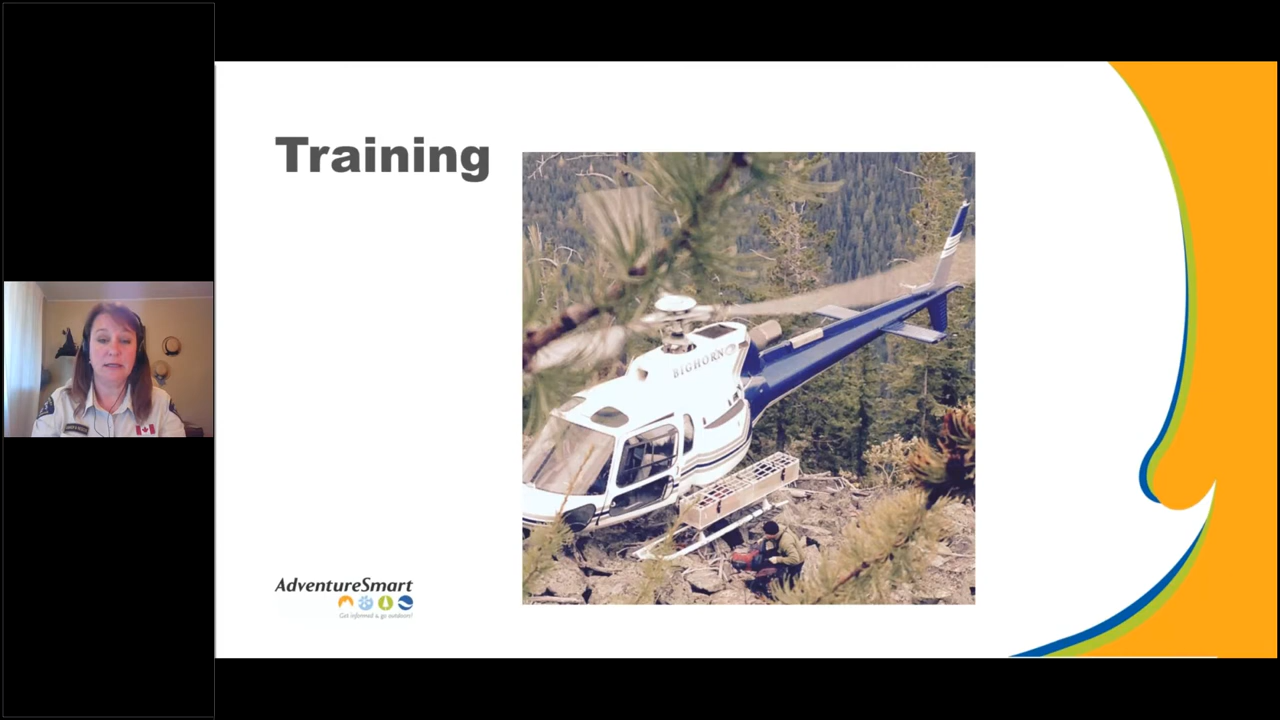 Training
BIGHORN
AdventureSmart
Get informed & go outdoors!